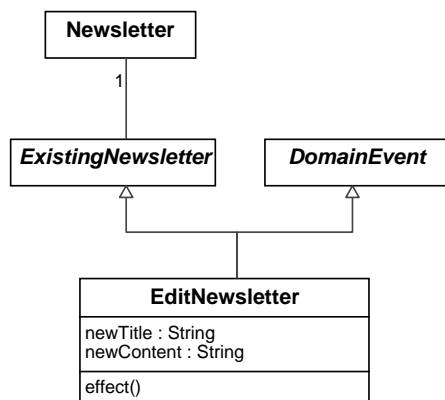 Newsletter
1
ExistingNewsletter
DomainEvent
EditNewsletter
newTitle : String
newContent : String
effect()